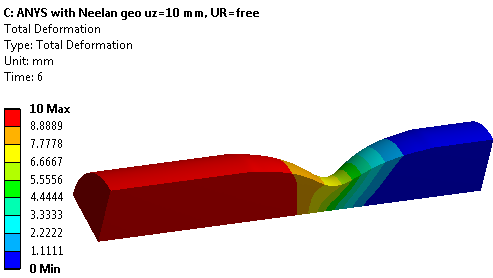 C: ANYS with Neelan geo uz=10 mm, UR=free
Total Deformation
Type: Total Deformation
Unit: mm
Time: 6
10 Max
8.8889
7.7778
6.6667
5.5556
4.4444
3.3333
2.2222
1.1111
0 Min